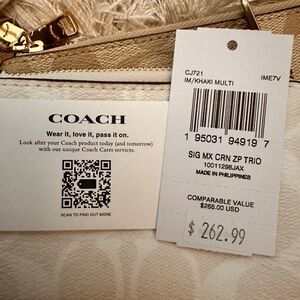 COACH
Wear it, love it, pass it on.
Look after your Coach product today (and tomorrow)
with our unique Coach Cares services.
SCAN TO FIND OUT MORE
CJ721 IME7V
IM/KHAKI MULTI
1 95031 94919 7
SIG MX CRN ZP TRIO
10011298JAX
MADE IN PHILIPPINES
COMPARABLE VALUE
$268.00 USD
$ 262.99